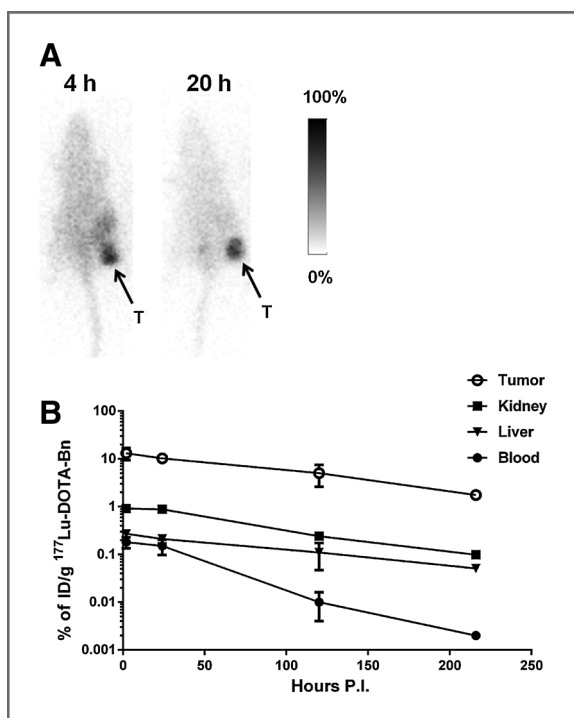 A
4 h
20 h
100%
0%
T
T
B
Tumor
Kidney
Liver
Blood
% of ID/g ¹⁷⁷Lu-DOTA-Bn
100
10
1
0.1
0.01
0.001
0
50
100
150
200
250
Hours P.I.